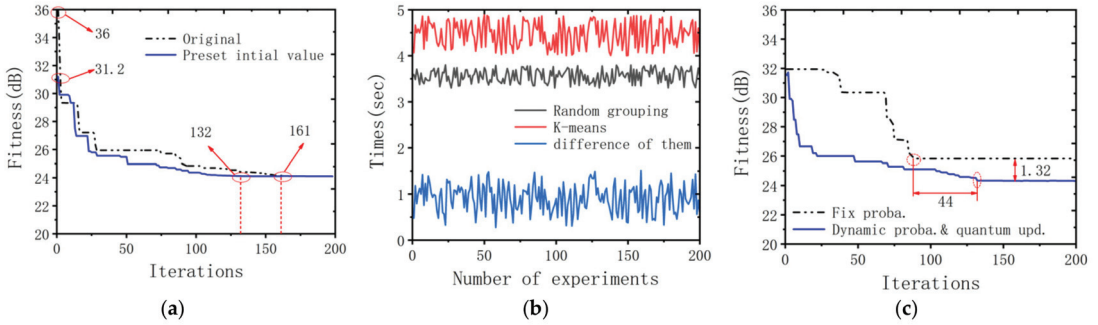 36
34
32
30
28
26
24
22
20
Fitness(dB)
36
31.2
Original
Preset intial value
132
161
0
50
100
150
200
Iterations
(a)
5
4
3
2
1
0
Times(sec)
Random grouping
K-means
difference of them
0
50
100
150
200
Number of experiments
(b)
36
34
32
30
28
26
24
22
20
Fitness(dB)
1.32
44
Fix proba.
Dynamic proba.& quantum upd.
0
50
100
150
200
Iterations
(c)